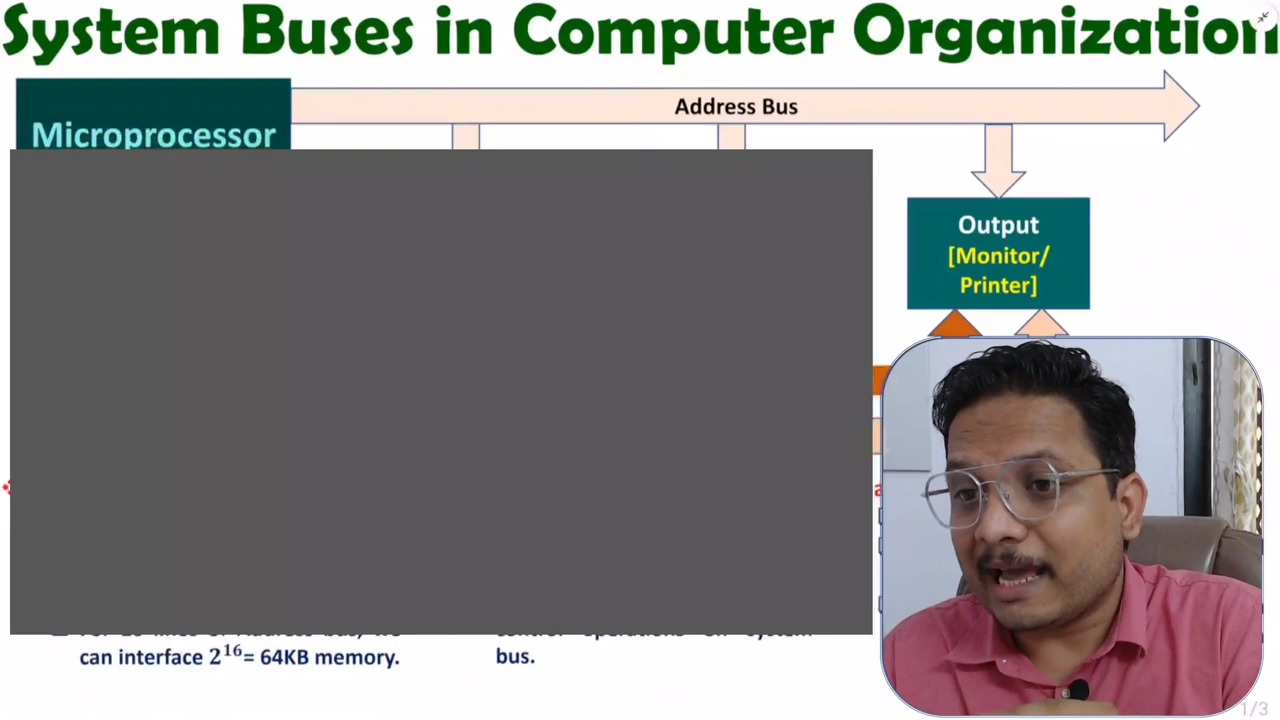 System Buses in Computer Organization
Address Bus
Microprocessor
Output
[Monitor/
Printer]
can interface 2¹⁶= 64KB memory.
bus.
1/3